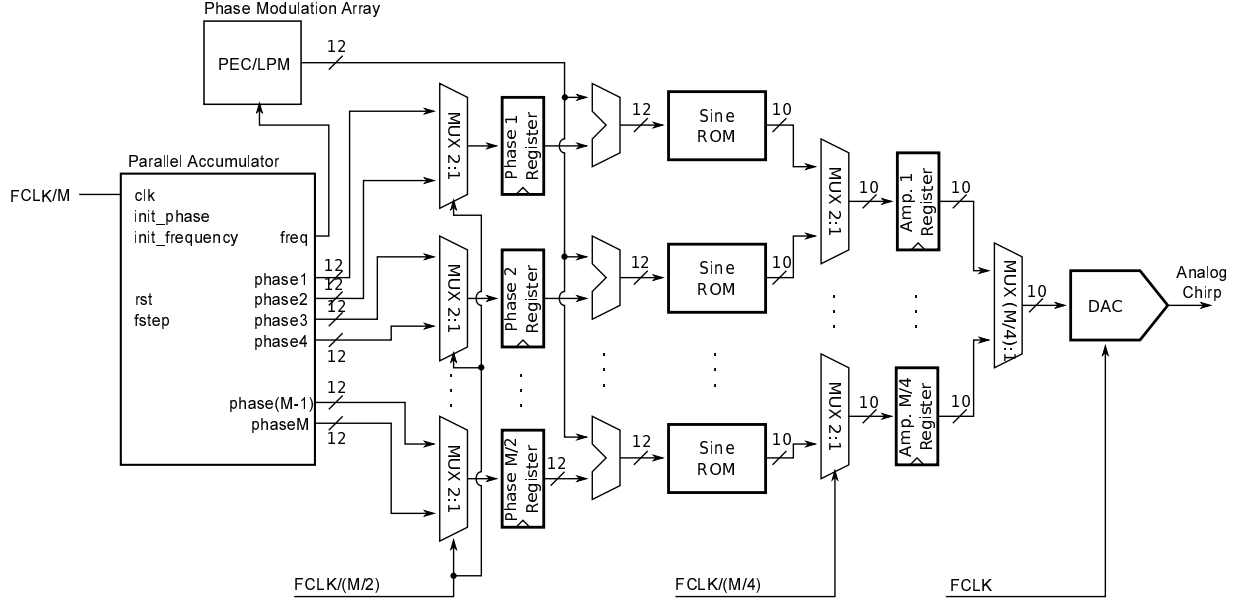 Phase Modulation Array
PEC/LPM
12
Parallel Accumulator
FCLK/M
clk
init_phase
init_frequency
freq
phase1
12
phase2
12
rst
phase3
12
fstep
phase4
12
phase(M-1)
12
phaseM
12
MUX 2:1
MUX 2:1
MUX 2:1
Phase 1
Register
Phase 2
Register
Phase M/2
Register
12
12
12
12
Sine
ROM
Sine
ROM
Sine
ROM
10
10
10
MUX 2:1
MUX 2:1
10
10
Amp. 1
Register
Amp. M/4
Register
10
10
MUX (M/4):1
10
DAC
Analog
Chirp
FCLK/(M/2)
FCLK/(M/4)
FCLK